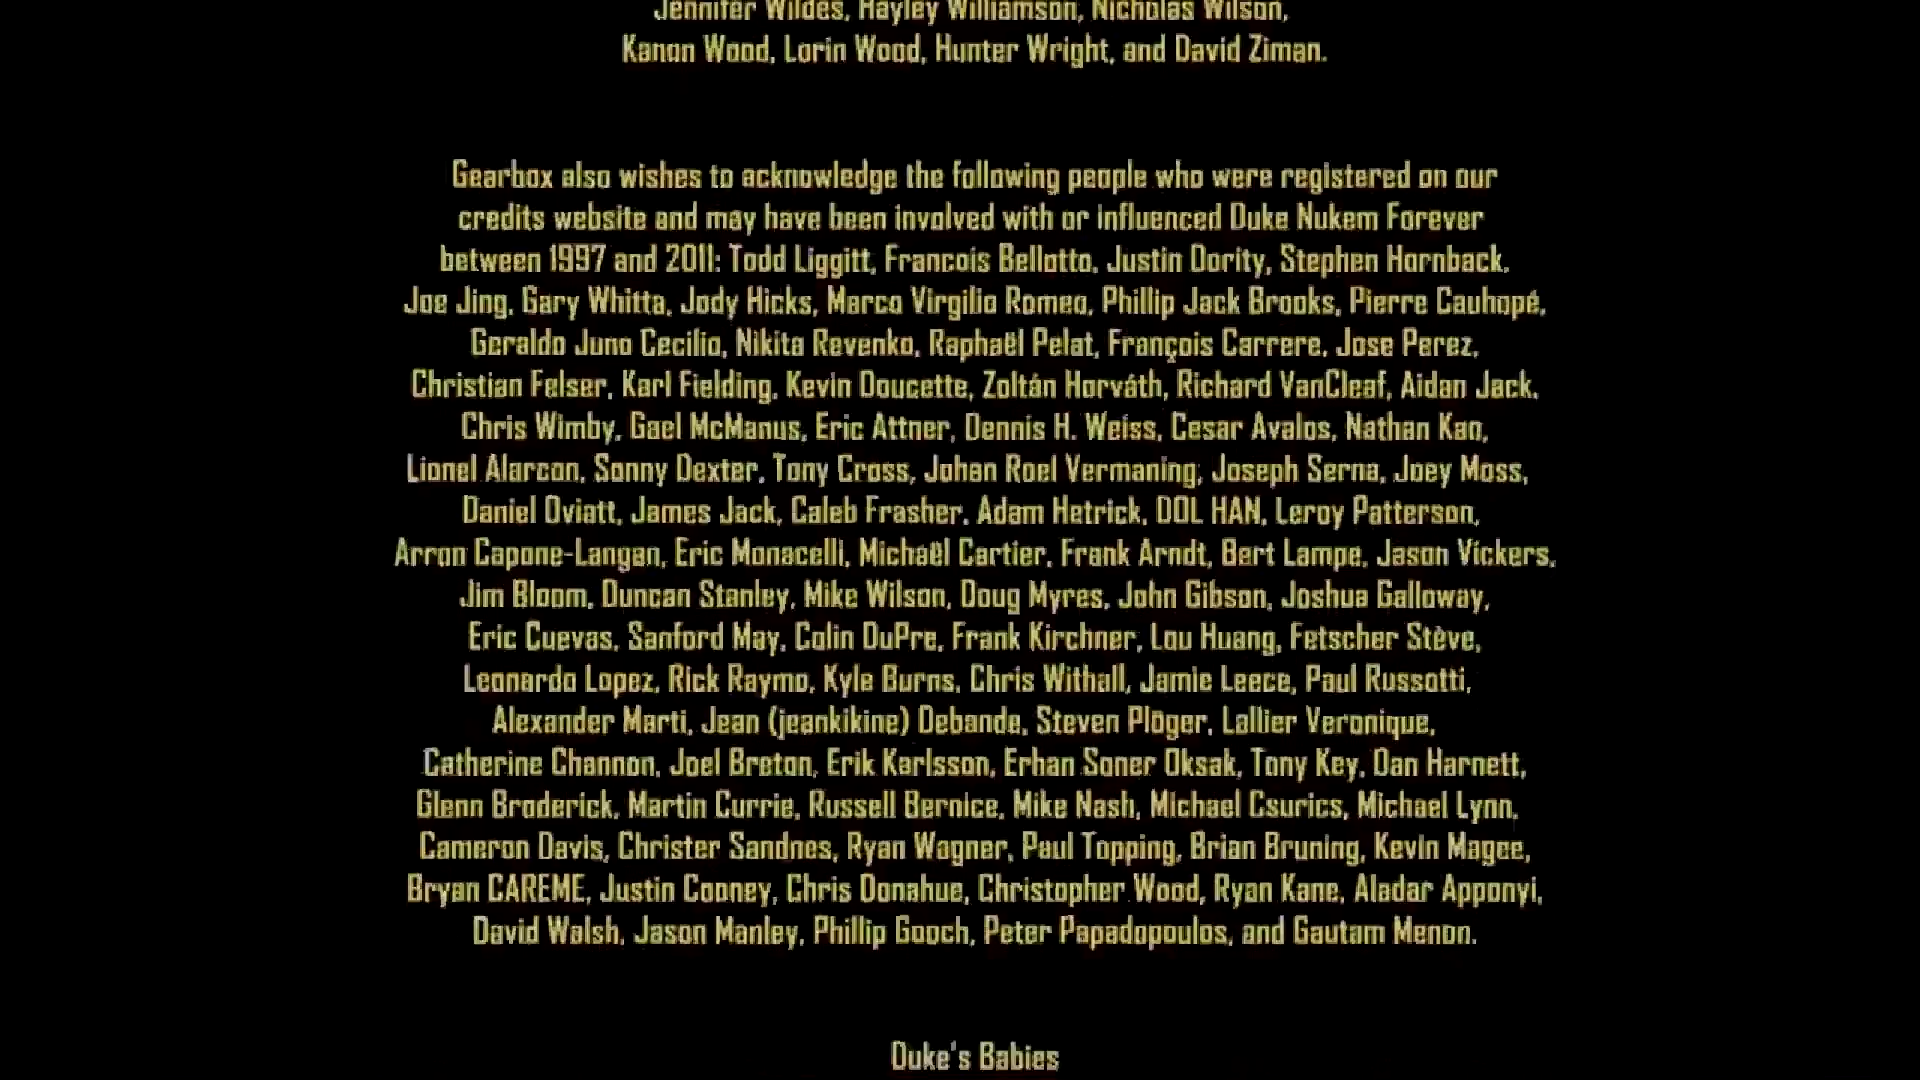 Jennifer Wildes, Hayley Williamson, Nicholas Wilson,
Kanon Wood, Lorin Wood, Hunter Wright, and David Ziman.
Gearbox also wishes to acknowledge the following people who were registered on our
credits website and may have been involved with or influenced Duke Nukem Forever
between 1997 and 2011: Todd Liggitt, Francois Bellotto, Justin Dority, Stephen Hornback,
Joe Jing, Gary Whitta, Jody Hicks, Marco Virgilio Romeo, Phillip Jack Brooks, Pierre Cauhopé,
Geraldo Juno Cecilio, Nikita Revenko, Raphaël Pelat, François Carrere, Jose Perez,
Christian Felser, Karl Fielding, Kevin Doucette, Zoltán Horváth, Richard VanCleaf, Aidan Jack,
Chris Wimby, Gael McManus, Eric Attner, Dennis H. Weiss, Cesar Avalos, Nathan Kao,
Lionel Alarcon, Sonny Dexter, Tony Cross, Johan Roel Vermaning, Joseph Serna, Joey Moss,
Daniel Oviatt, James Jack, Caleb Frasher, Adam Hetrick, DOL HAN, Leroy Patterson,
Arron Capone-Langan, Eric Monacelli, Michaël Cartier, Frank Arndt, Bert Lampe, Jason Vickers,
Jim Bloom, Duncan Stanley, Mike Wilson, Doug Myres, John Gibson, Joshua Galloway,
Eric Cuevas, Sanford May, Colin DuPre, Frank Kirchner, Lou Huang, Fetscher Stève,
Leonardo Lopez, Rick Raymo, Kyle Burns, Chris Withall, Jamie Leece, Paul Russotti,
Alexander Marti, Jean (jeankikine) Debande, Steven Plöger, Lallier Veronique,
Catherine Channon, Joel Breton, Erik Karlsson, Erhan Soner Oksak, Tony Key, Dan Harnett,
Glenn Broderick, Martin Currie, Russell Bernice, Mike Nash, Michael Csurics, Michael Lynn,
Cameron Davis, Christer Sandnes, Ryan Wagner, Paul Topping, Brian Bruning, Kevin Magee,
Bryan CAREME, Justin Cooney, Chris Donahue, Christopher Wood, Ryan Kane, Aladar Apponyi,
David Walsh, Jason Manley, Phillip Gooch, Peter Papadopoulos, and Gautam Menon.
Duke's Babies